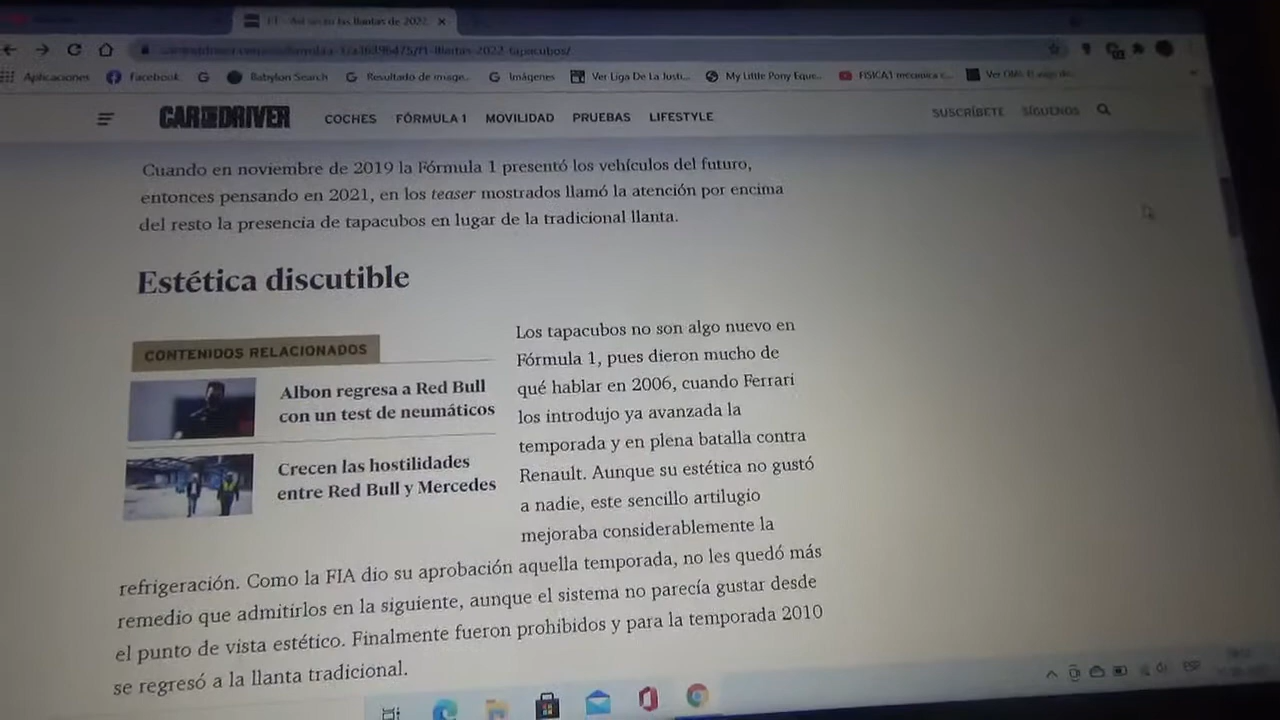 F1 - Así serán las llantas de 2022
Aplicaciones Facebook Babylon Search Resultado de image... Imágenes Ver Liga De La Justi... My Little Pony Eque... FISICA 1 mecanica c...
CAR AND DRIVER COCHES FÓRMULA 1 MOVILIDAD PRUEBAS LIFESTYLE SUSCRÍBETE SÍGUENOS
Cuando en noviembre de 2019 la Fórmula 1 presentó los vehículos del futuro,
entonces pensando en 2021, en los teaser mostrados llamó la atención por encima
del resto la presencia de tapacubos en lugar de la tradicional llanta.
Estética discutible
CONTENIDOS RELACIONADOS
Albon regresa a Red Bull
con un test de neumáticos
Crecen las hostilidades
entre Red Bull y Mercedes
Los tapacubos no son algo nuevo en
Fórmula 1, pues dieron mucho de
qué hablar en 2006, cuando Ferrari
los introdujo ya avanzada la
temporada y en plena batalla contra
Renault. Aunque su estética no gustó
a nadie, este sencillo artilugio
mejoraba considerablemente la
refrigeración. Como la FIA dio su aprobación aquella temporada, no les quedó más
remedio que admitirlos en la siguiente, aunque el sistema no parecía gustar desde
el punto de vista estético. Finalmente fueron prohibidos y para la temporada 2010
se regresó a la llanta tradicional.
ESP